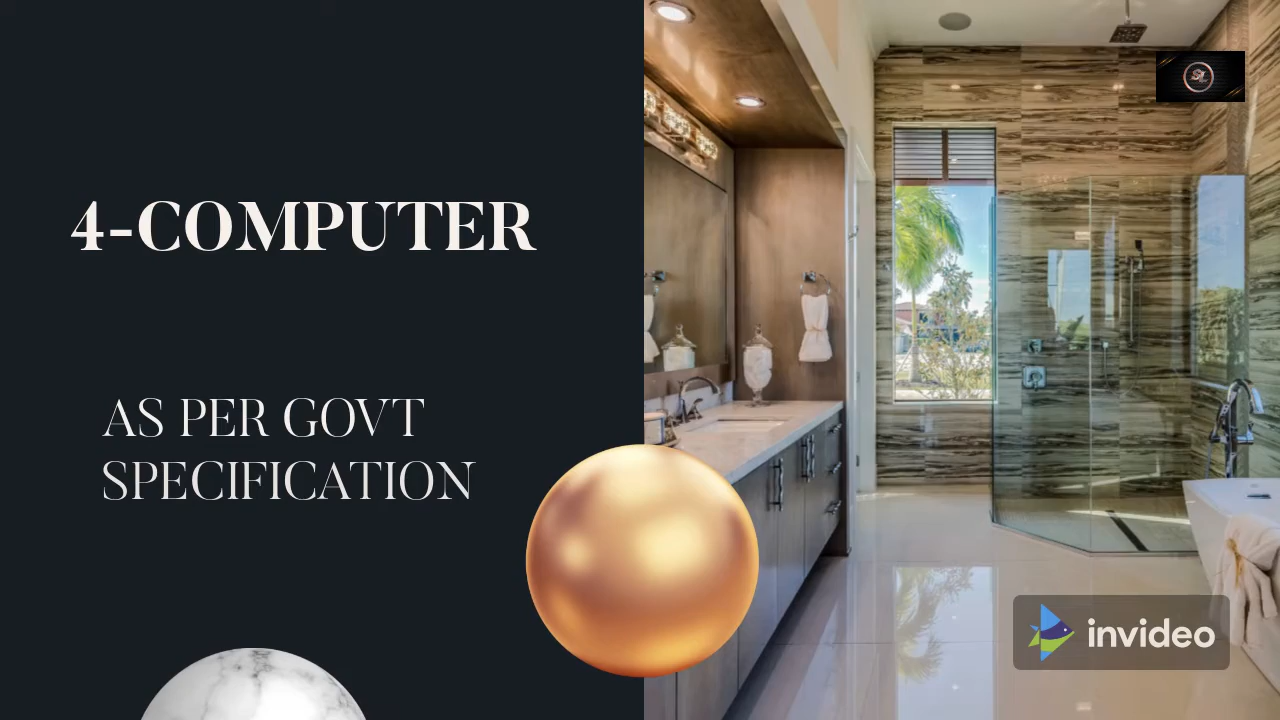 4-COMPUTER
AS PER GOVT
SPECIFICATION
invideo